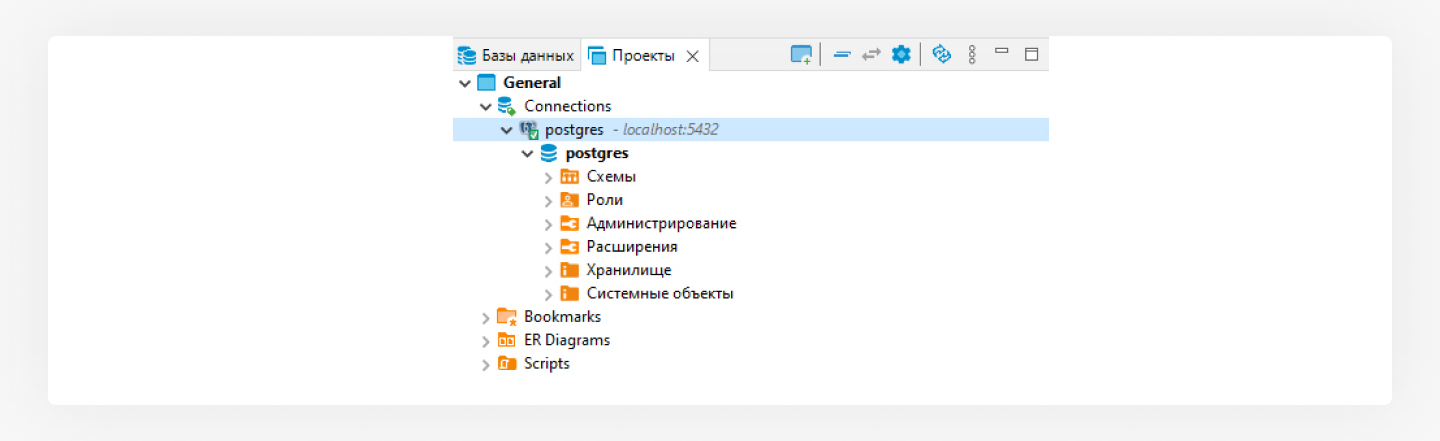 Базы данных Проекты
General
Connections
postgres - localhost:5432
postgres
Схемы
Роли
Администрирование
Расширения
Хранилище
Системные объекты
Bookmarks
ER Diagrams
Scripts